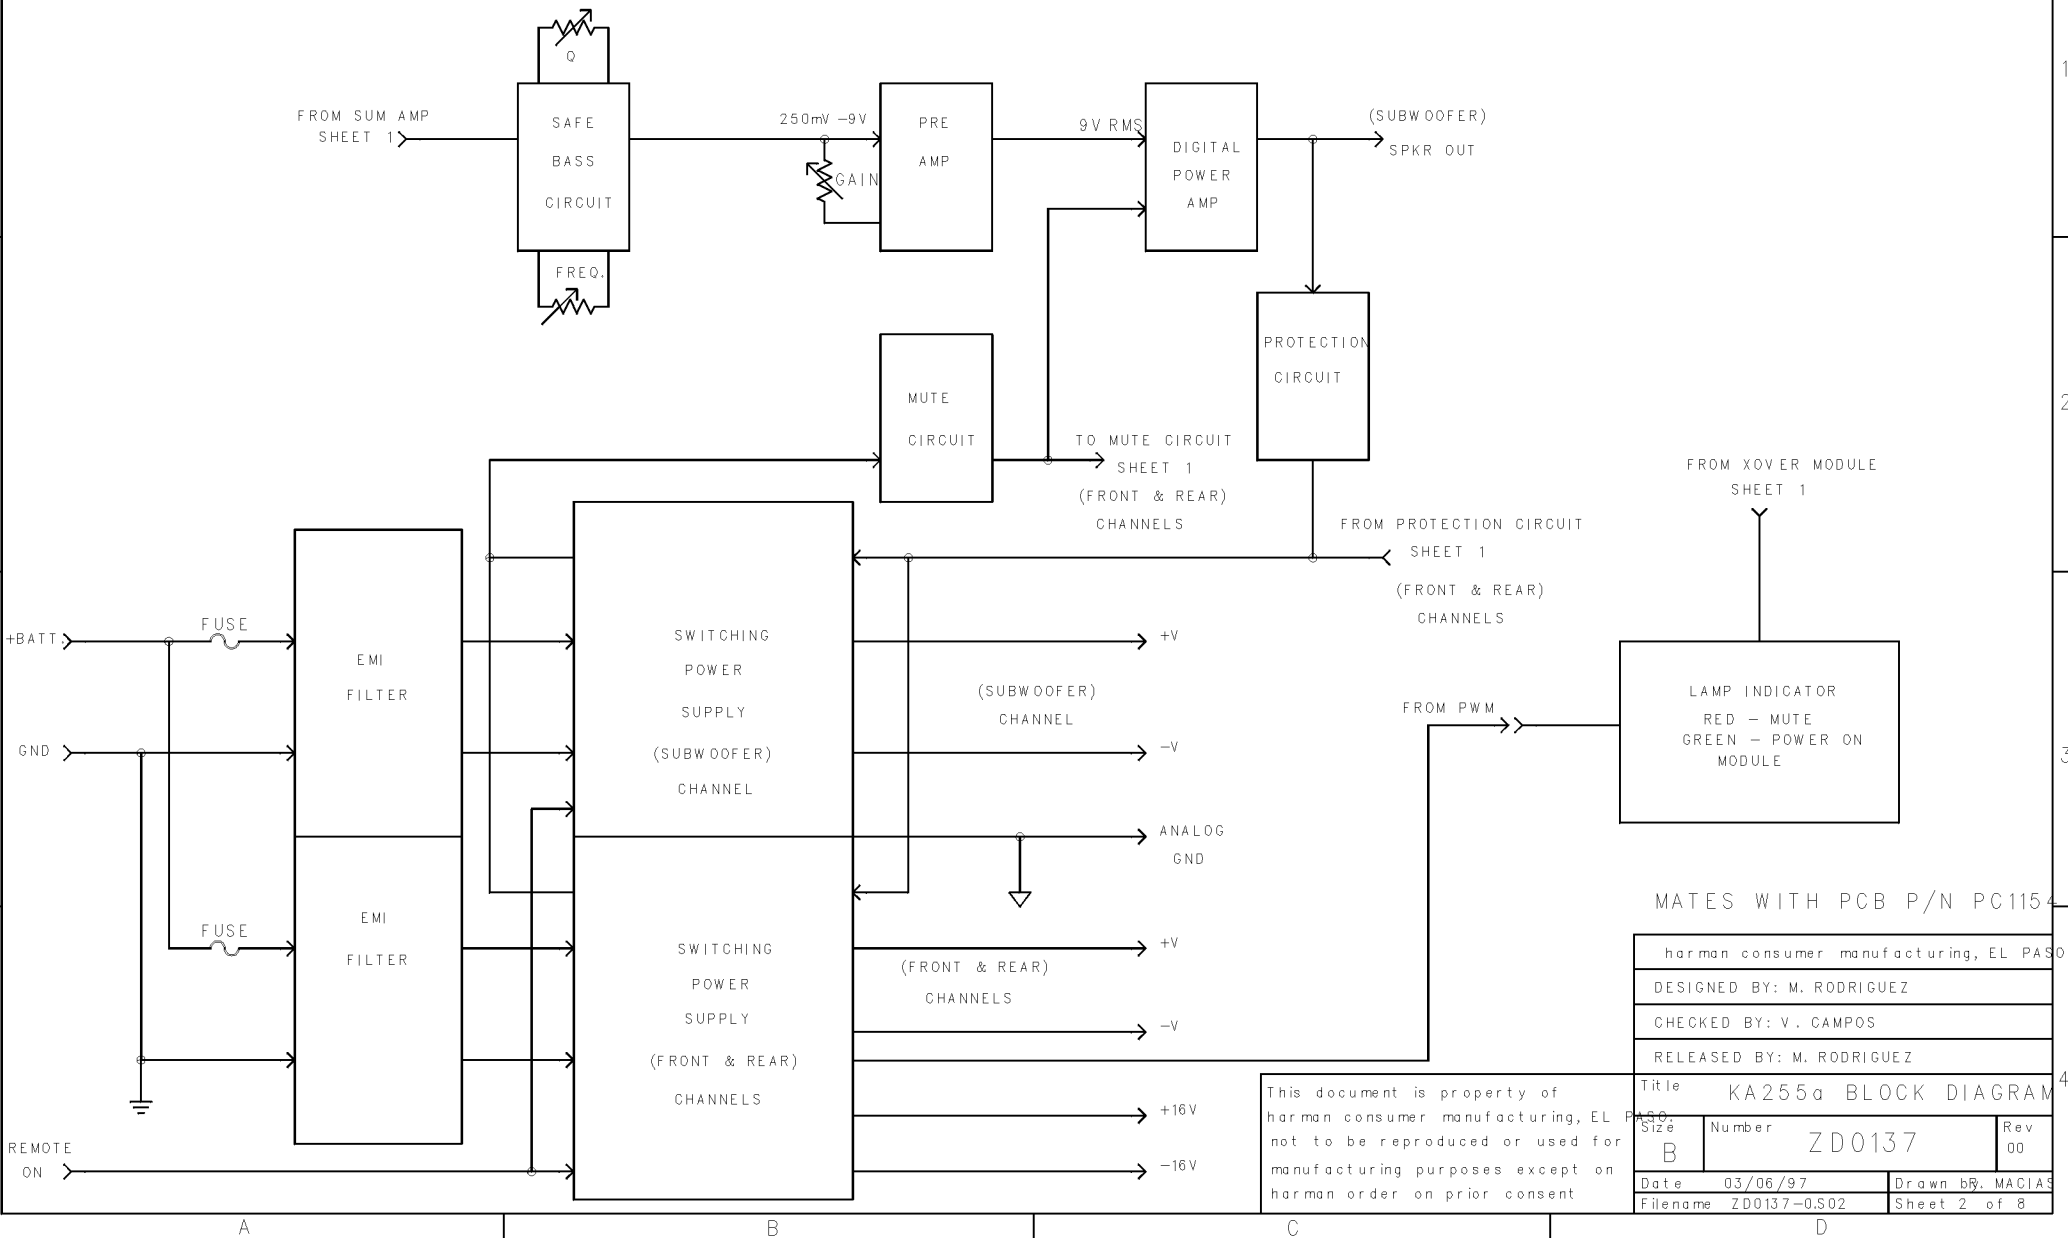 1
Q
FROM SUM AMP
SHEET 1
SAFE
BASS
CIRCUIT
FREQ.
250mV -9V
GAIN
PRE
AMP
9V RMS
DIGITAL
POWER
AMP
(SUBWOOFER)
SPKR OUT
PROTECTION
CIRCUIT
2
MUTE
CIRCUIT
TO MUTE CIRCUIT
SHEET 1
(FRONT & REAR)
CHANNELS
FROM PROTECTION CIRCUIT
SHEET 1
(FRONT & REAR)
CHANNELS
FROM XOVER MODULE
SHEET 1
+BATT.
FUSE
EMI
FILTER
SWITCHING
POWER
SUPPLY
(SUBWOOFER)
CHANNEL
+V
(SUBWOOFER)
CHANNEL
-V
FROM PWM
LAMP INDICATOR
RED - MUTE
GREEN - POWER ON
MODULE
GND
3
ANALOG
GND
FUSE
EMI
FILTER
SWITCHING
POWER
SUPPLY
(FRONT & REAR)
CHANNELS
+V
(FRONT & REAR)
CHANNELS
-V
+16V
-16V
REMOTE
ON
MATES WITH PCB P/N PC1154
harman consumer manufacturing, EL PASO
DESIGNED BY: M. RODRIGUEZ
CHECKED BY: V. CAMPOS
RELEASED BY: M. RODRIGUEZ
4
This document is property of
harman consumer manufacturing, EL PASO.
not to be reproduced or used for
manufacturing purposes except on
harman order on prior consent
Title KA255a BLOCK DIAGRAM
Size B
Number ZD0137
Rev 00
Date 03/06/97
Drawn by R. MACIAS
Filename ZD0137-0.S02
Sheet 2 of 8
A B C D